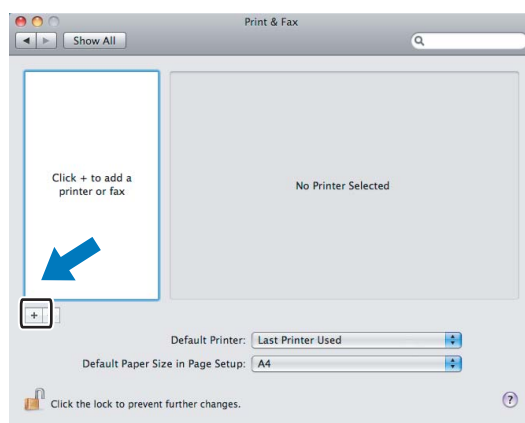 Print & Fax
Show All
Click + to add a
printer or fax
No Printer Selected
+
Default Printer: Last Printer Used
Default Paper Size in Page Setup: A4
Click the lock to prevent further changes.
?